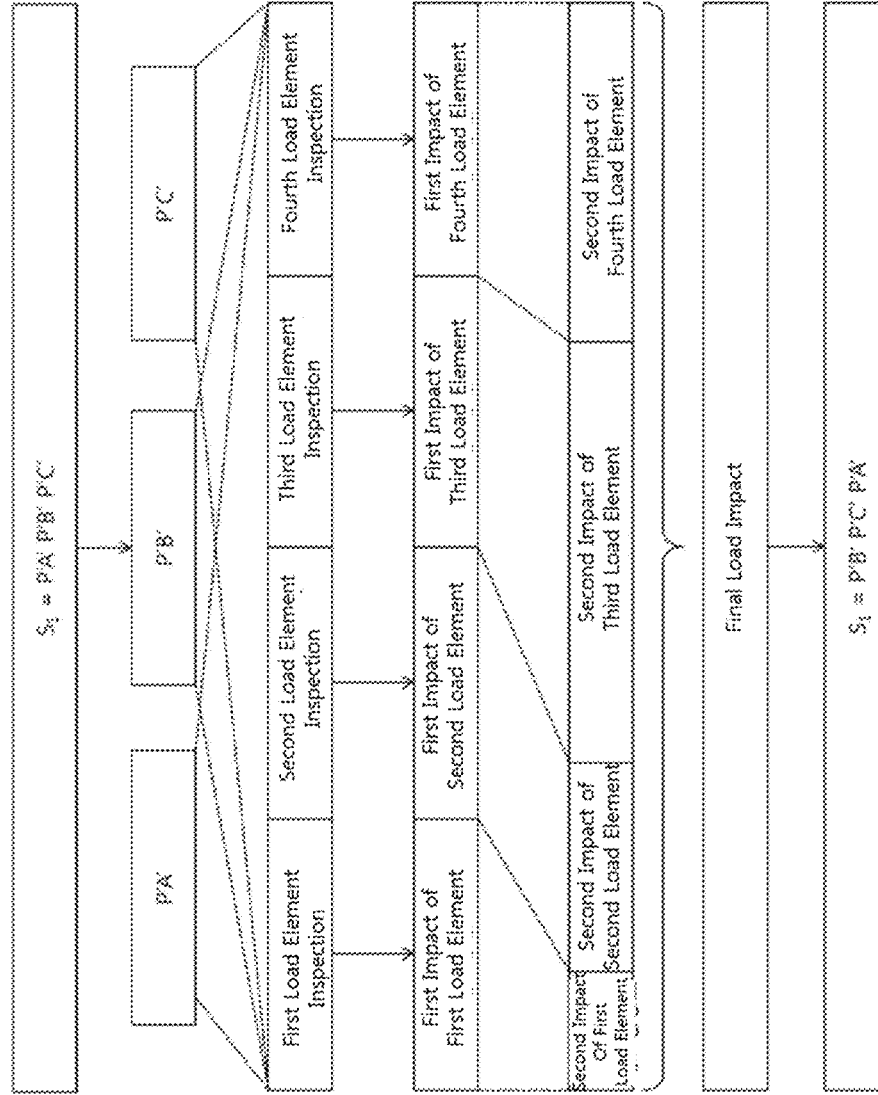 Sₜ = P'A' P'B' P'C'
P'A'
P'B'
P'C'
First Load Element
Inspection
Second Load Element
Inspection
Third Load Element
Inspection
Fourth Load Element
Inspection
First Impact of
First Load Element
First Impact of
Second Load Element
First Impact of
Third Load Element
First Impact of
Fourth Load Element
Second Impact
Of First
Load Element
Second Impact of
Second Load Element
Second Impact of
Third Load Element
Second Impact of
Fourth Load Element
Final Load Impact
Sₜ = P'B' P'C' P'A'